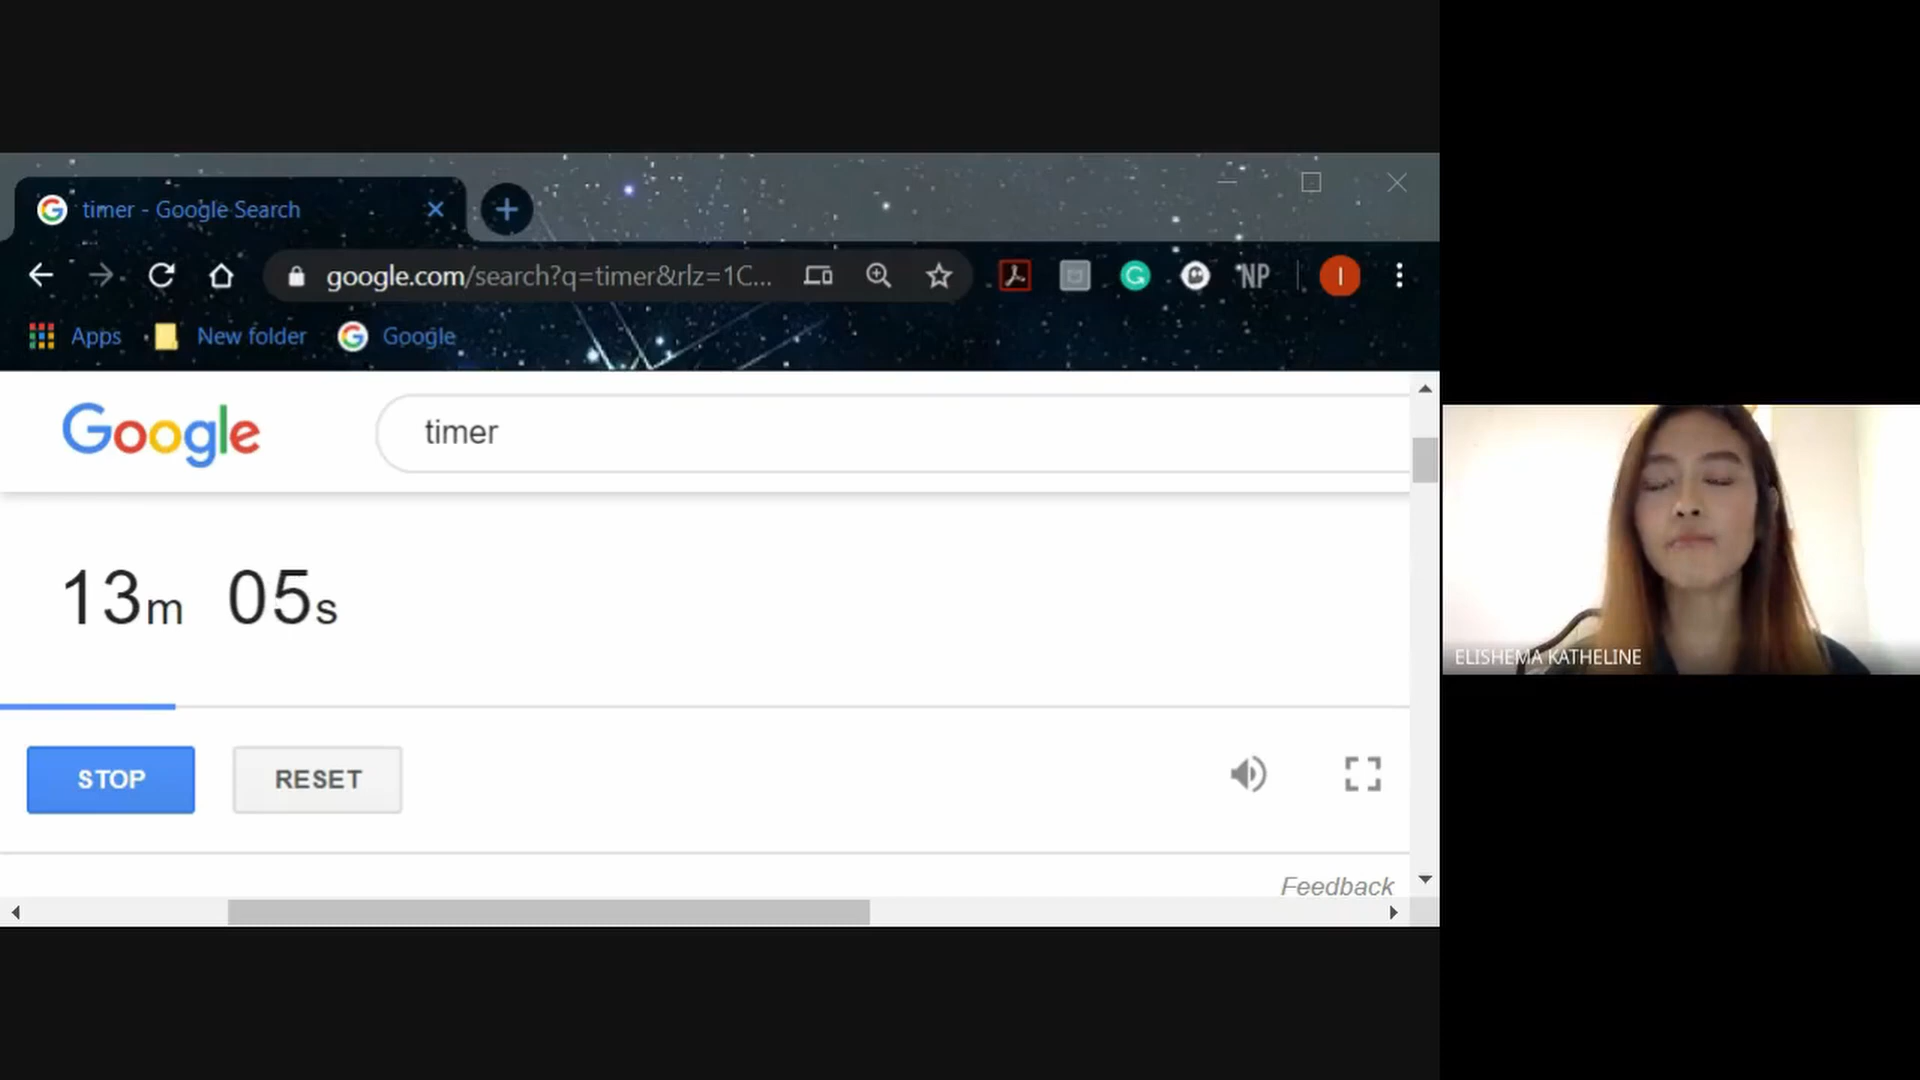 timer - Google Search
google.com/search?q=timer&rlz=1C...
NP
I
Apps
New folder
Google
Google
timer
13m 05s
STOP
RESET
Feedback
ELISHEMA KATHELINE